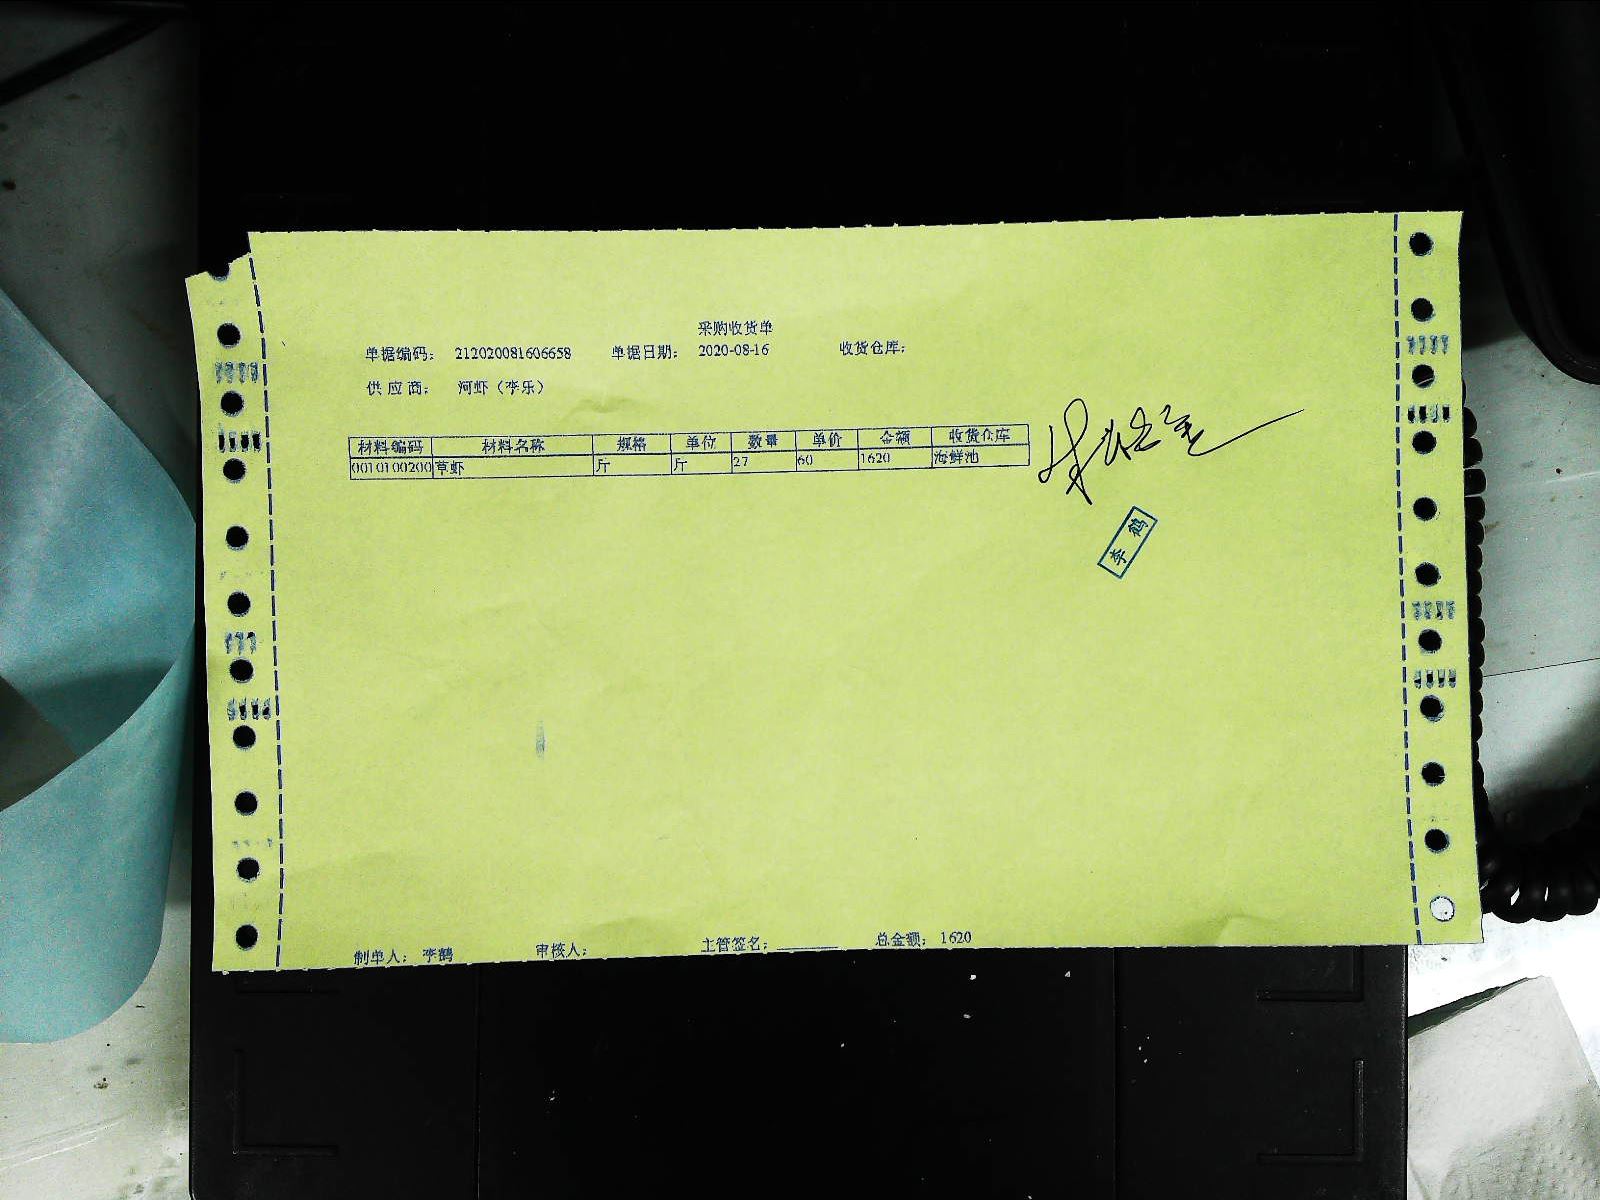 采购收货单
单据编码： 212020081606658 单据日期： 2020-08-16 收货仓库：
供应商： 河虾（李乐）
材料编码 材料名称 规格 单位 数量 单价 金额 收货仓库
0010100200 草虾 斤 斤 27 60 1620 海鲜池
李鹤
制单人： 李鹤 审核人： 主管签名：______ 总金额： 1620